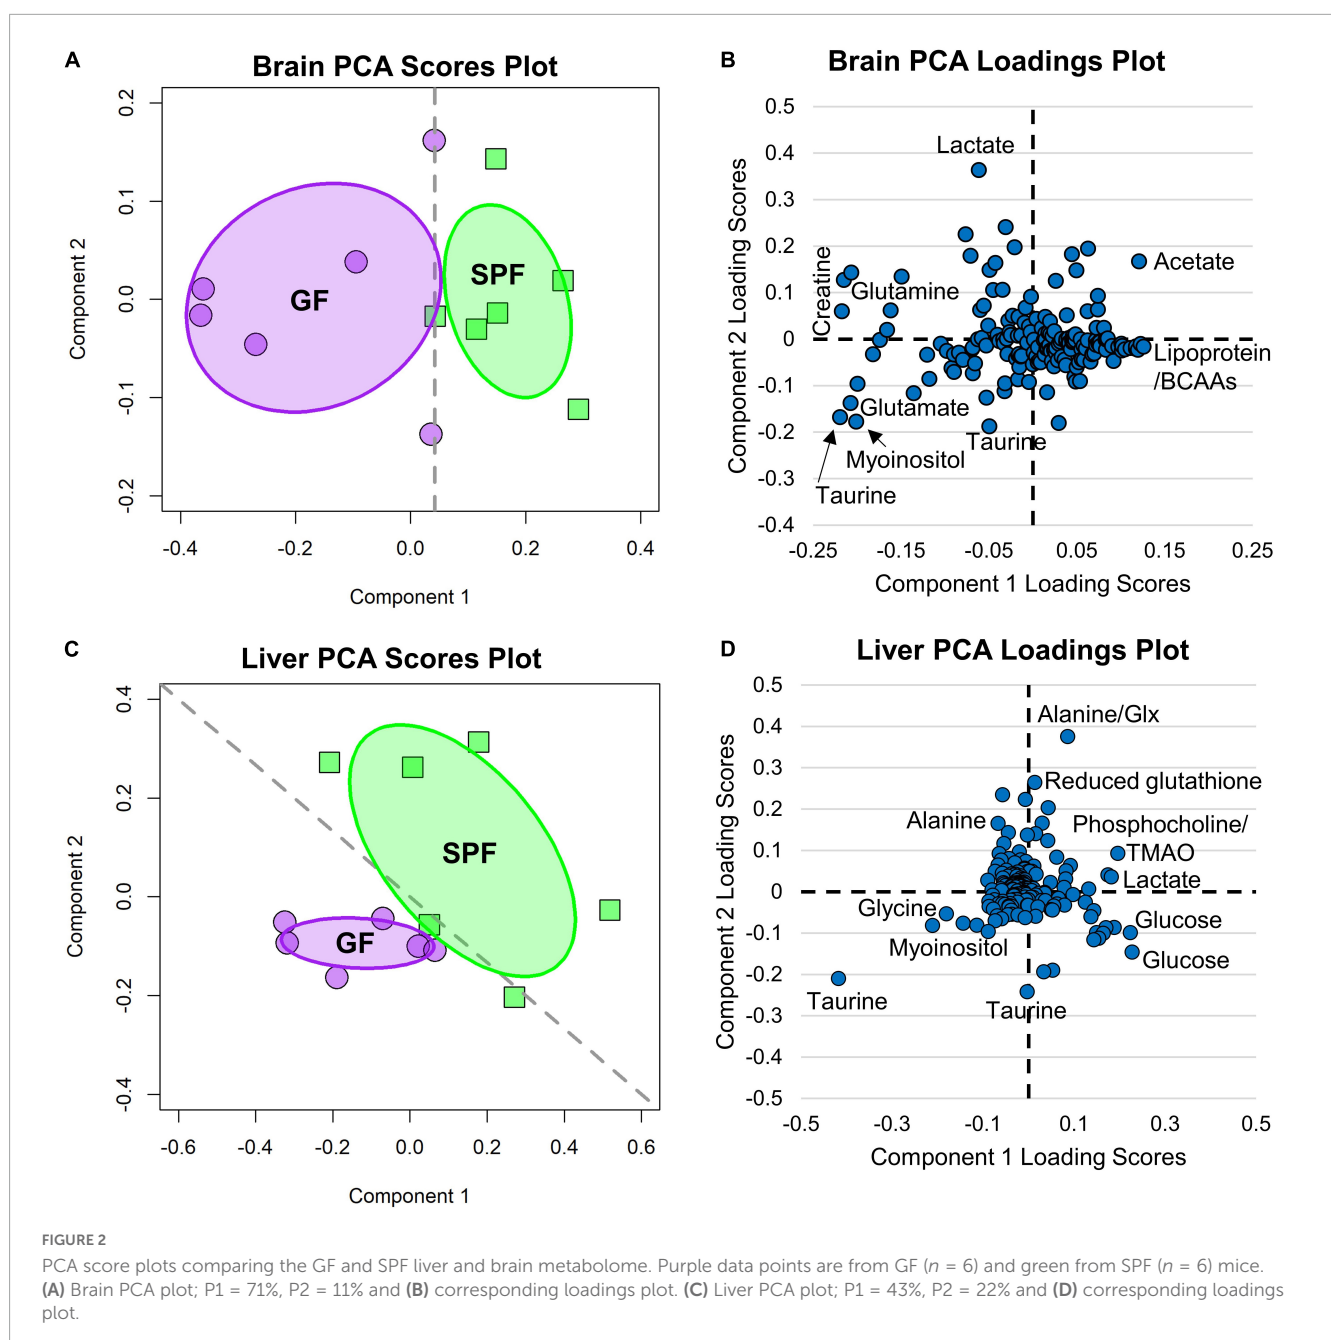 A
Brain PCA Scores Plot
0.2
0.1
0.0
-0.1
-0.2
Component 2
GF
SPF
-0.4
-0.2
0.0
0.2
0.4
Component 1
B
Brain PCA Loadings Plot
0.5
0.4
0.3
0.2
0.1
0
-0.1
-0.2
-0.3
-0.4
Component 2 Loading Scores
Lactate
Acetate
Creatine
Glutamine
Lipoprotein
/BCAAs
Glutamate
Taurine
Myoinositol
Taurine
-0.25
-0.15
-0.05
0.05
0.15
0.25
Component 1 Loading Scores
C
Liver PCA Scores Plot
0.4
0.2
0.0
-0.2
-0.4
Component 2
SPF
GF
-0.6
-0.4
-0.2
0.0
0.2
0.4
0.6
Component 1
D
Liver PCA Loadings Plot
0.5
0.4
0.3
0.2
0.1
0
-0.1
-0.2
-0.3
-0.4
-0.5
Component 2 Loading Scores
Alanine/Glx
Reduced glutathione
Alanine
Phosphocholine/
TMAO
Lactate
Glycine
Glucose
Myoinositol
Glucose
Taurine
Taurine
-0.5
-0.3
-0.1
0.1
0.3
0.5
Component 1 Loading Scores
FIGURE 2
PCA score plots comparing the GF and SPF liver and brain metabolome. Purple data points are from GF (n = 6) and green from SPF (n = 6) mice.
(A) Brain PCA plot; P1 = 71%, P2 = 11% and (B) corresponding loadings plot. (C) Liver PCA plot; P1 = 43%, P2 = 22% and (D) corresponding loadings
plot.